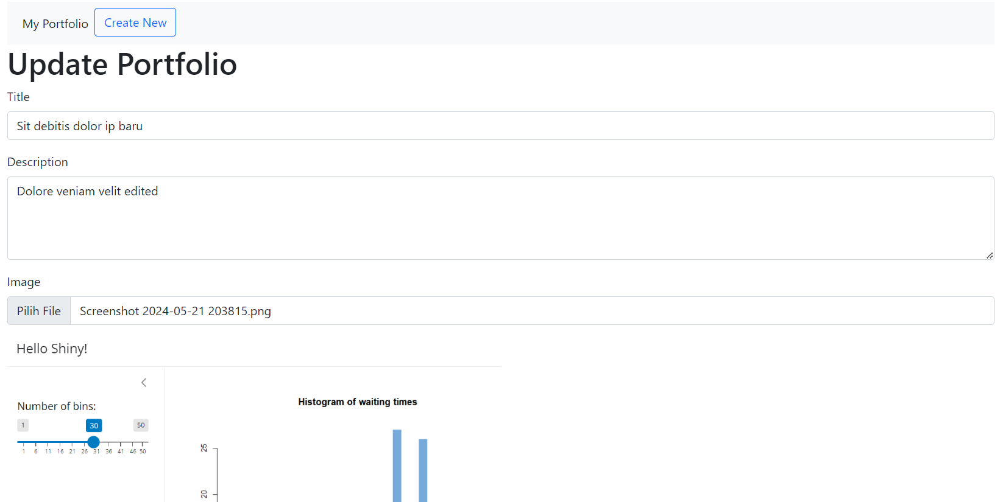 My Portfolio Create New
Update Portfolio
Title
Sit debitis dolor ip baru
Description
Dolore veniam velit edited
Image
Pilih File Screenshot 2024-05-21 203815.png
Hello Shiny!
Number of bins:
1 30 50
1 6 11 16 21 26 31 36 41 46 50
Histogram of waiting times
25
20